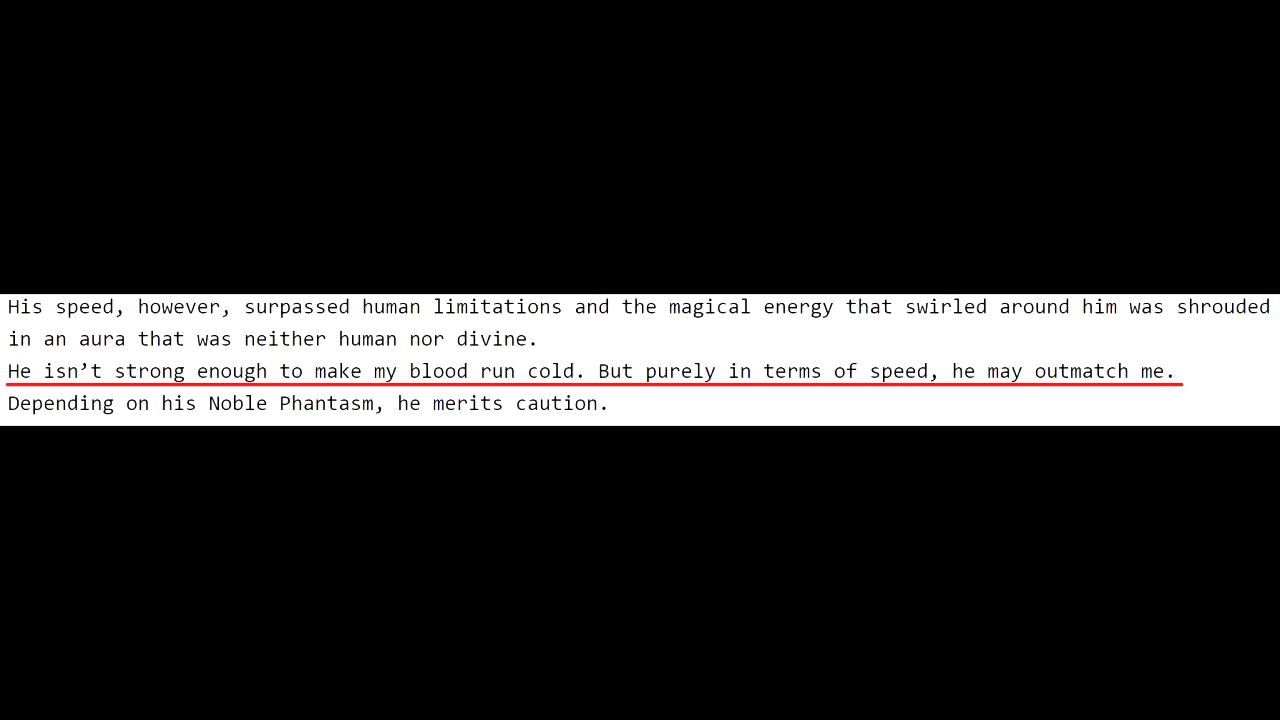 His speed, however, surpassed human limitations and the magical energy that swirled around him was shrouded
in an aura that was neither human nor divine.
He isn’t strong enough to make my blood run cold. But purely in terms of speed, he may outmatch me.
Depending on his Noble Phantasm, he merits caution.